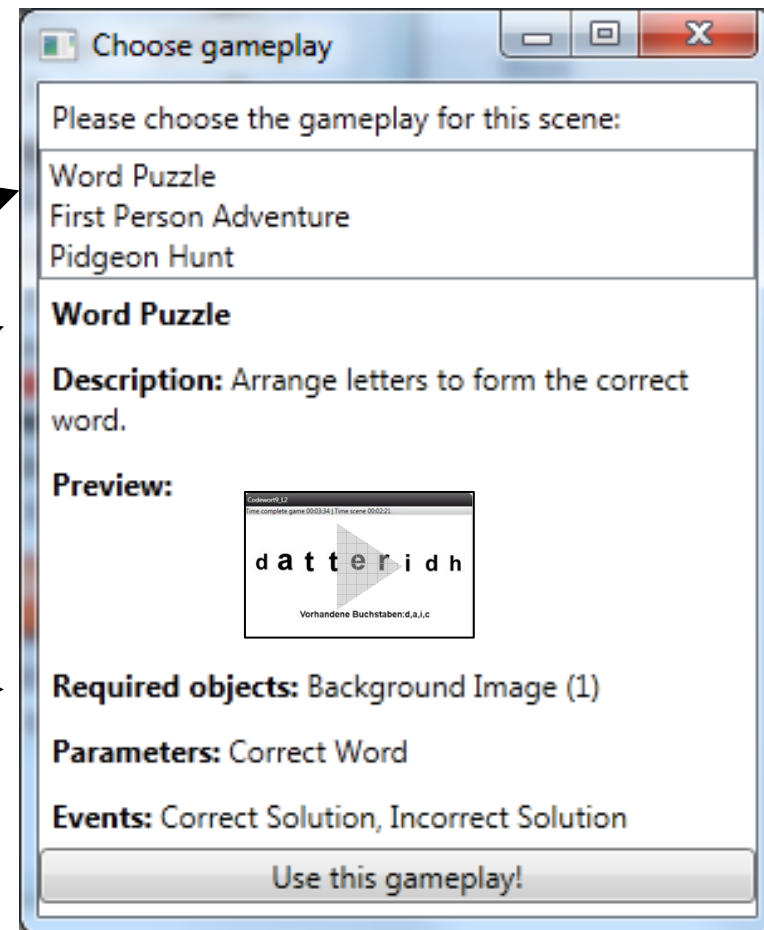 Choose gameplay
Please choose the gameplay for this scene:
Word Puzzle
First Person Adventure
Pidgeon Hunt
Word Puzzle
Description: Arrange letters to form the correct
word.
Preview:
Codewort9_L2
Time complete game 00:03:34 | Time scene 00:02:21
d a t t e r i d h
Vorhandene Buchstaben:d,a,i,c
Required objects: Background Image (1)
Parameters: Correct Word
Events: Correct Solution, Incorrect Solution
Use this gameplay!